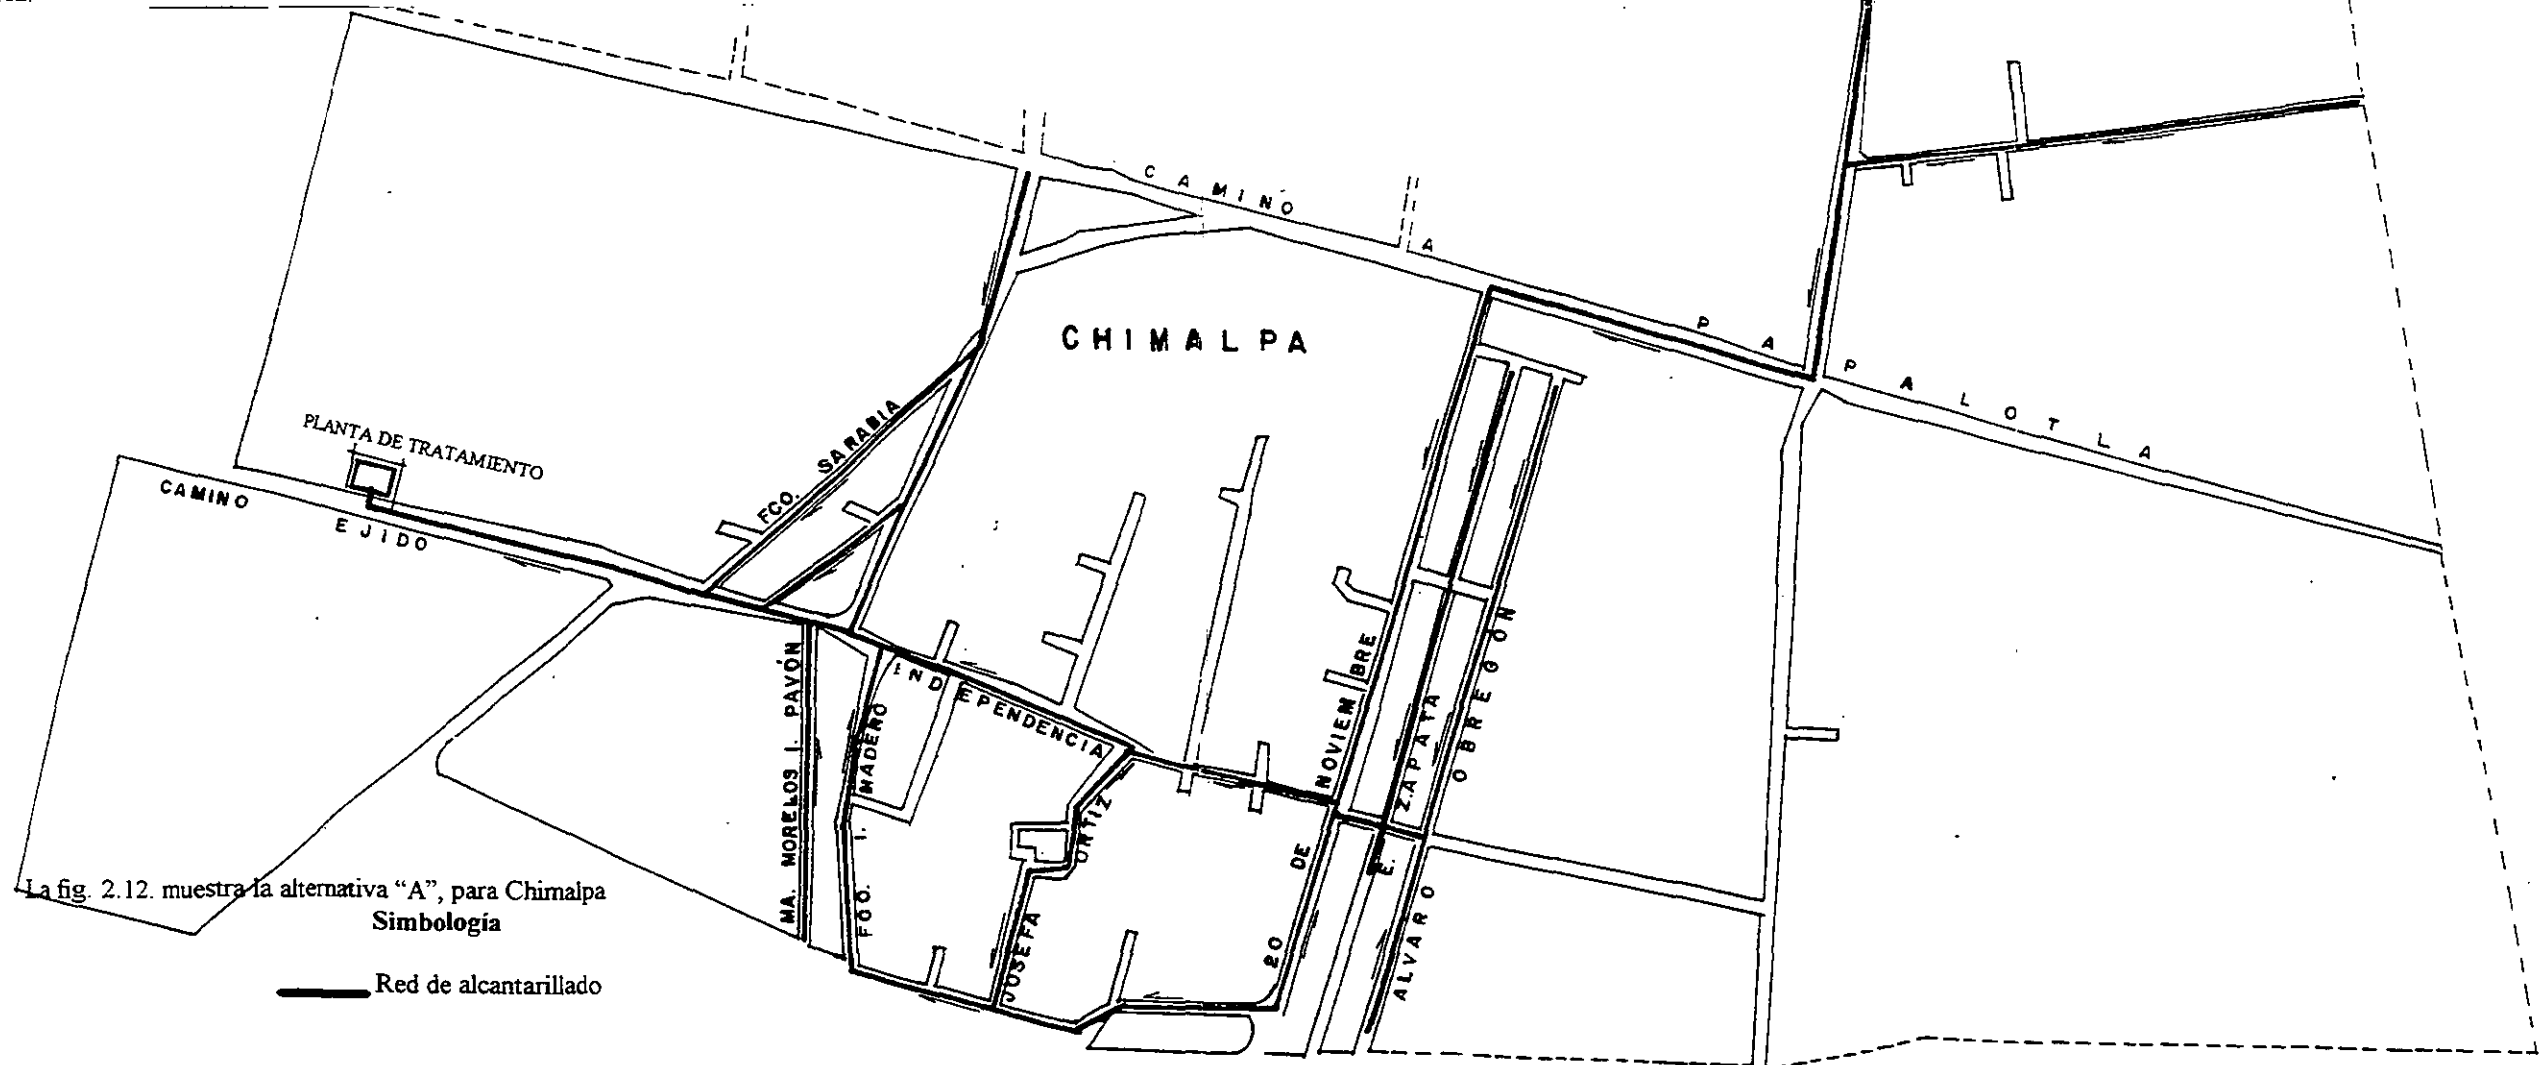 CAMINO A PAPALOTLA
CHIMALPA
PLANTA DE TRATAMIENTO
CAMINO EJIDO
FCO. SARABIA
MA. MORELOS I. PAVÓN
FCO. I. MADERO
INDEPENDENCIA
JOSEFA ORTIZ
20 DE NOVIEMBRE
E. ZAPATA
ALVARO OBREGÓN
La fig. 2.12. muestra la alternativa “A”, para Chimalpa
Simbología
Red de alcantarillado